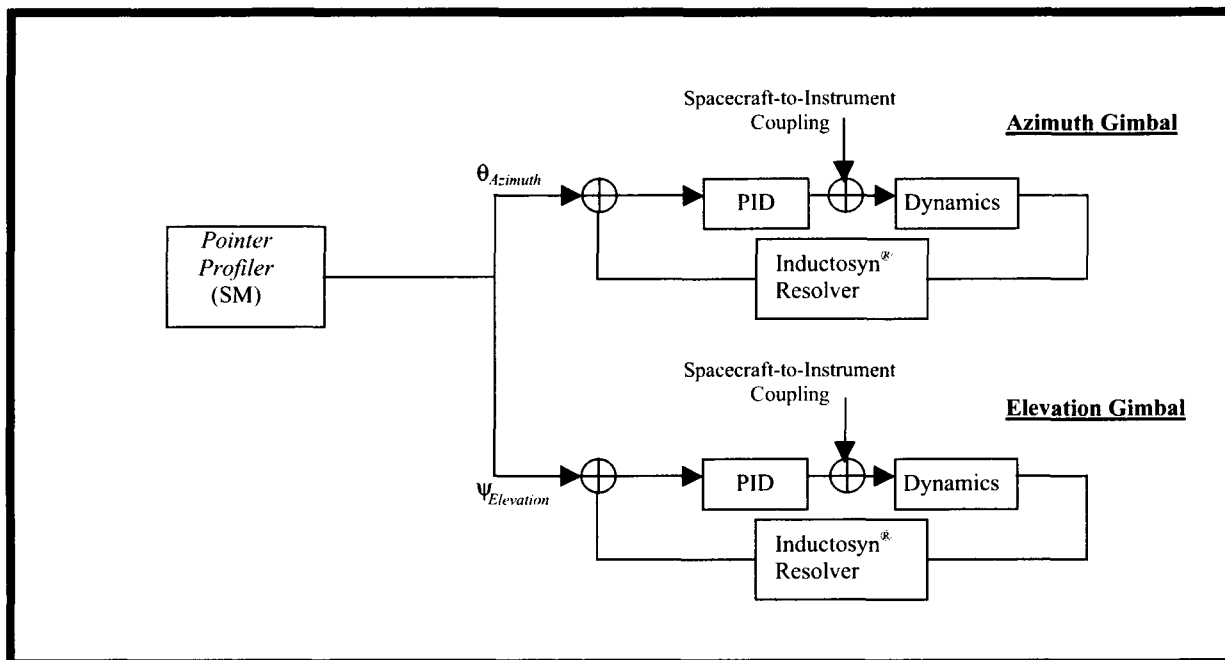 Spacecraft-to-Instrument
Coupling
Azimuth Gimbal
θAzimuth
PID
Dynamics
Pointer
Profiler
(SM)
Inductosyn®
Resolver
Spacecraft-to-Instrument
Coupling
Elevation Gimbal
ΨElevation
PID
Dynamics
Inductosyn®
Resolver